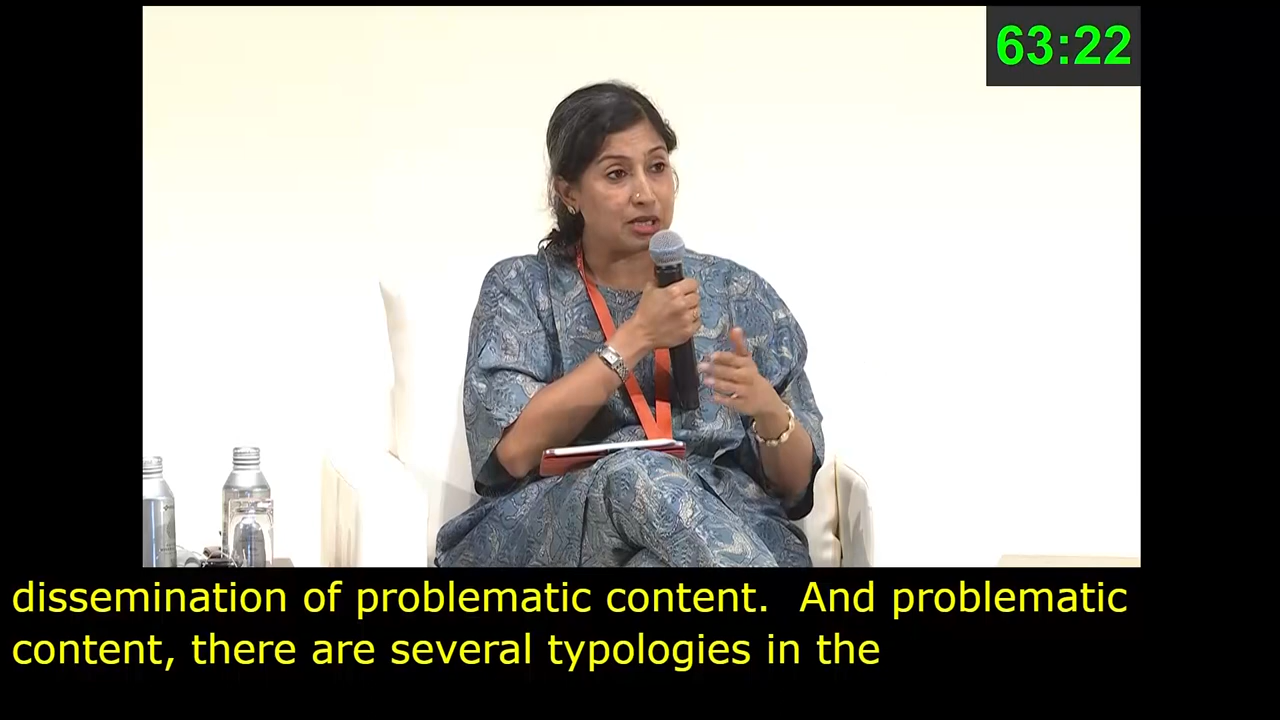 63:22
dissemination of problematic content.  And problematic
content, there are several typologies in the